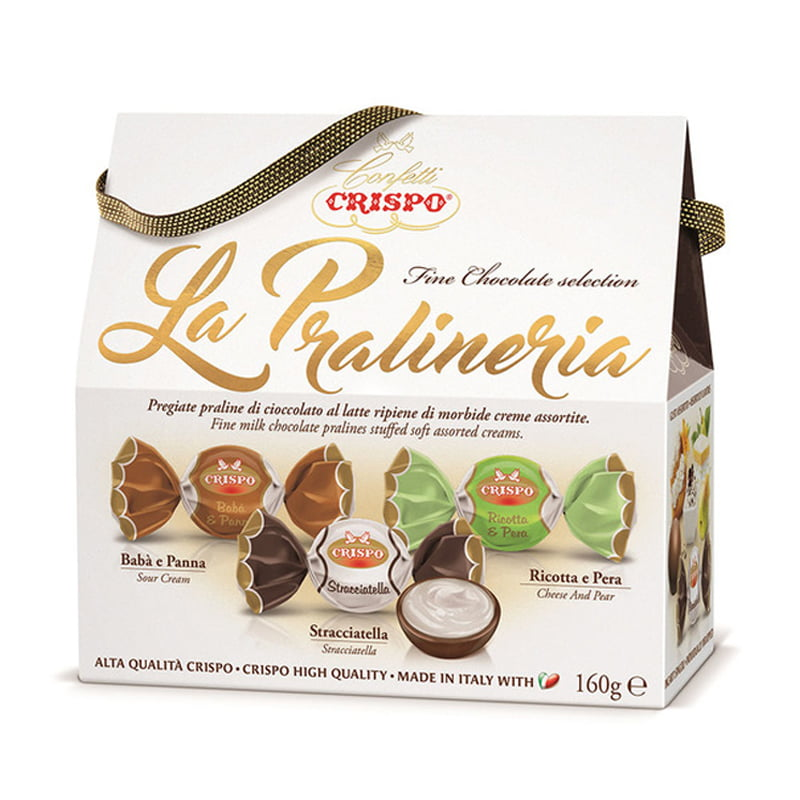 Confetti
CRISPO®
Fine Chocolate selection
La Pralineria
Pregiate praline di cioccolato al latte ripiene di morbide creme assortite.
Fine milk chocolate pralines stuffed soft assorted creams.
CRISPO
Babà
& Panna
CRISPO
Ricotta
& Pera
CRISPO
Stracciatella
Babà e Panna
Sour Cream
Ricotta e Pera
Cheese And Pear
Stracciatella
Stracciatella
ALTA QUALITÀ CRISPO • CRISPO HIGH QUALITY • MADE IN ITALY WITH
160g ℮